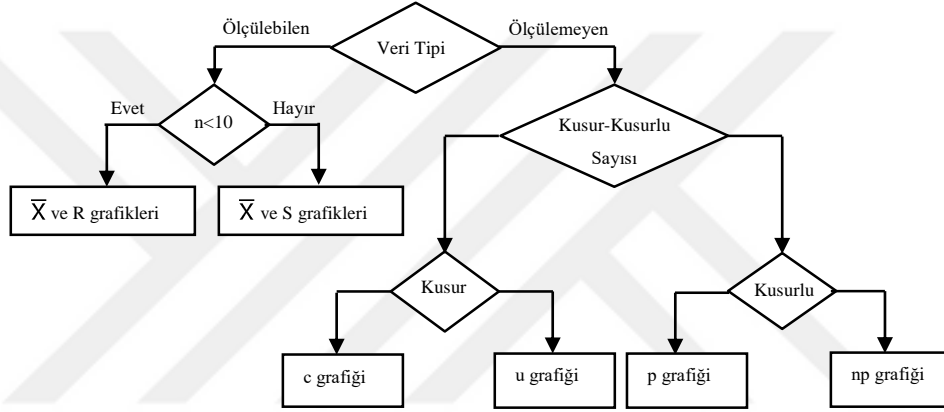 Ölçülebilen
Veri Tipi
Ölçülemeyen
Evet
n<10
Hayır
Kusur-Kusurlu
Sayısı
X̅ ve R grafikleri
X̅ ve S grafikleri
Kusur
Kusurlu
c grafiği
u grafiği
p grafiği
np grafiği